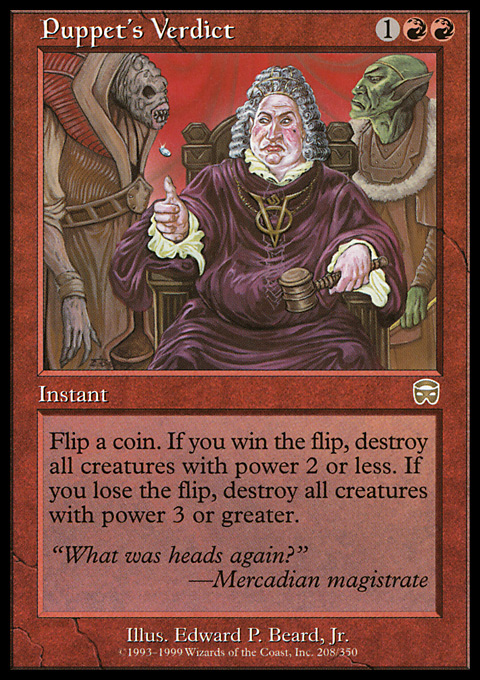 Puppet's Verdict 1
Instant
Flip a coin. If you win the flip, destroy
all creatures with power 2 or less. If
you lose the flip, destroy all creatures
with power 3 or greater.
“What was heads again?”
—Mercadian magistrate
Illus. Edward P. Beard, Jr.
©1993–1999 Wizards of the Coast, Inc. 208/350